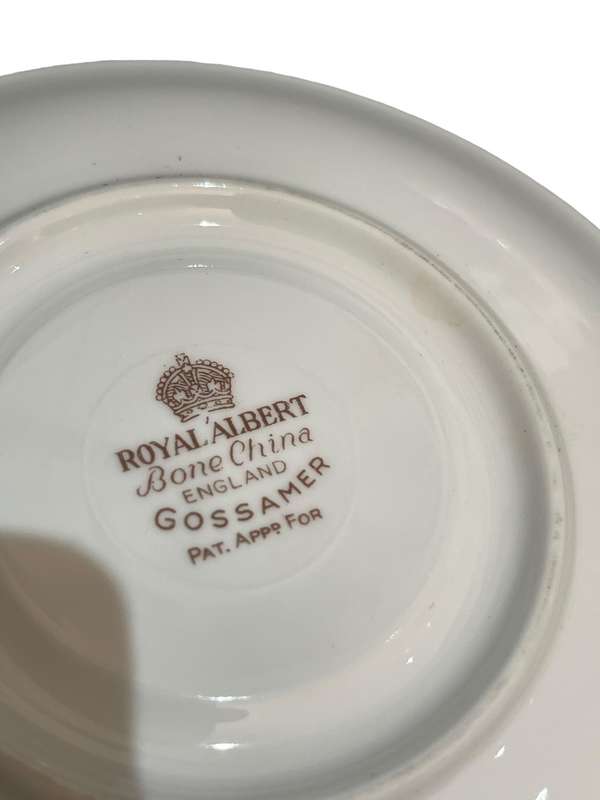 ROYAL ALBERT
Bone China
ENGLAND
GOSSAMER
PAT. APPD FOR